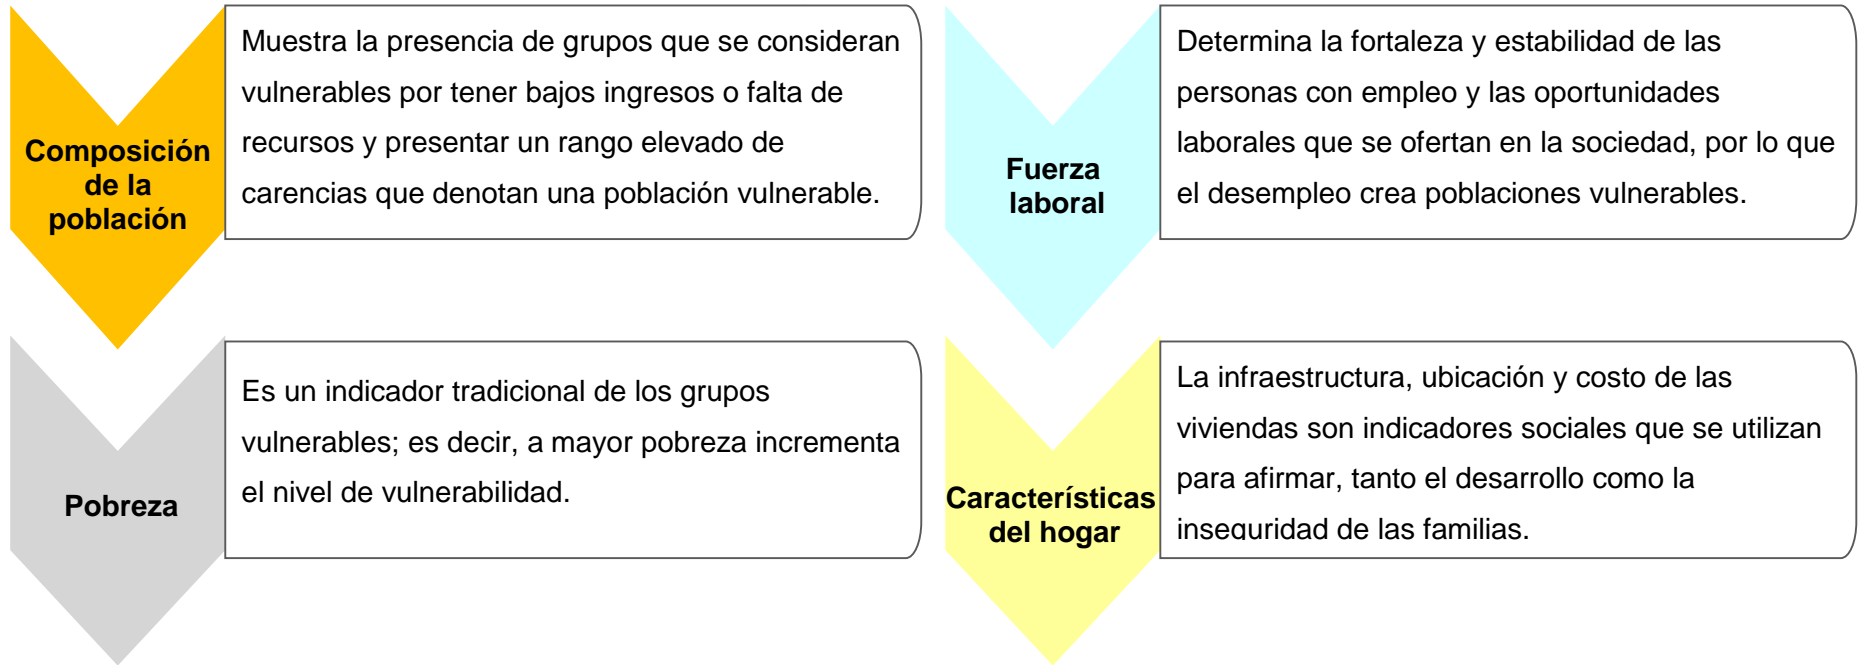 Composición
de la
población
Muestra la presencia de grupos que se consideran
vulnerables por tener bajos ingresos o falta de
recursos y presentar un rango elevado de
carencias que denotan una población vulnerable.
Fuerza
laboral
Determina la fortaleza y estabilidad de las
personas con empleo y las oportunidades
laborales que se ofertan en la sociedad, por lo que
el desempleo crea poblaciones vulnerables.
Pobreza
Es un indicador tradicional de los grupos
vulnerables; es decir, a mayor pobreza incrementa
el nivel de vulnerabilidad.
Característícas
del hogar
La infraestructura, ubicación y costo de las
viviendas son indicadores sociales que se utilizan
para afirmar, tanto el desarrollo como la
inseguridad de las familias.